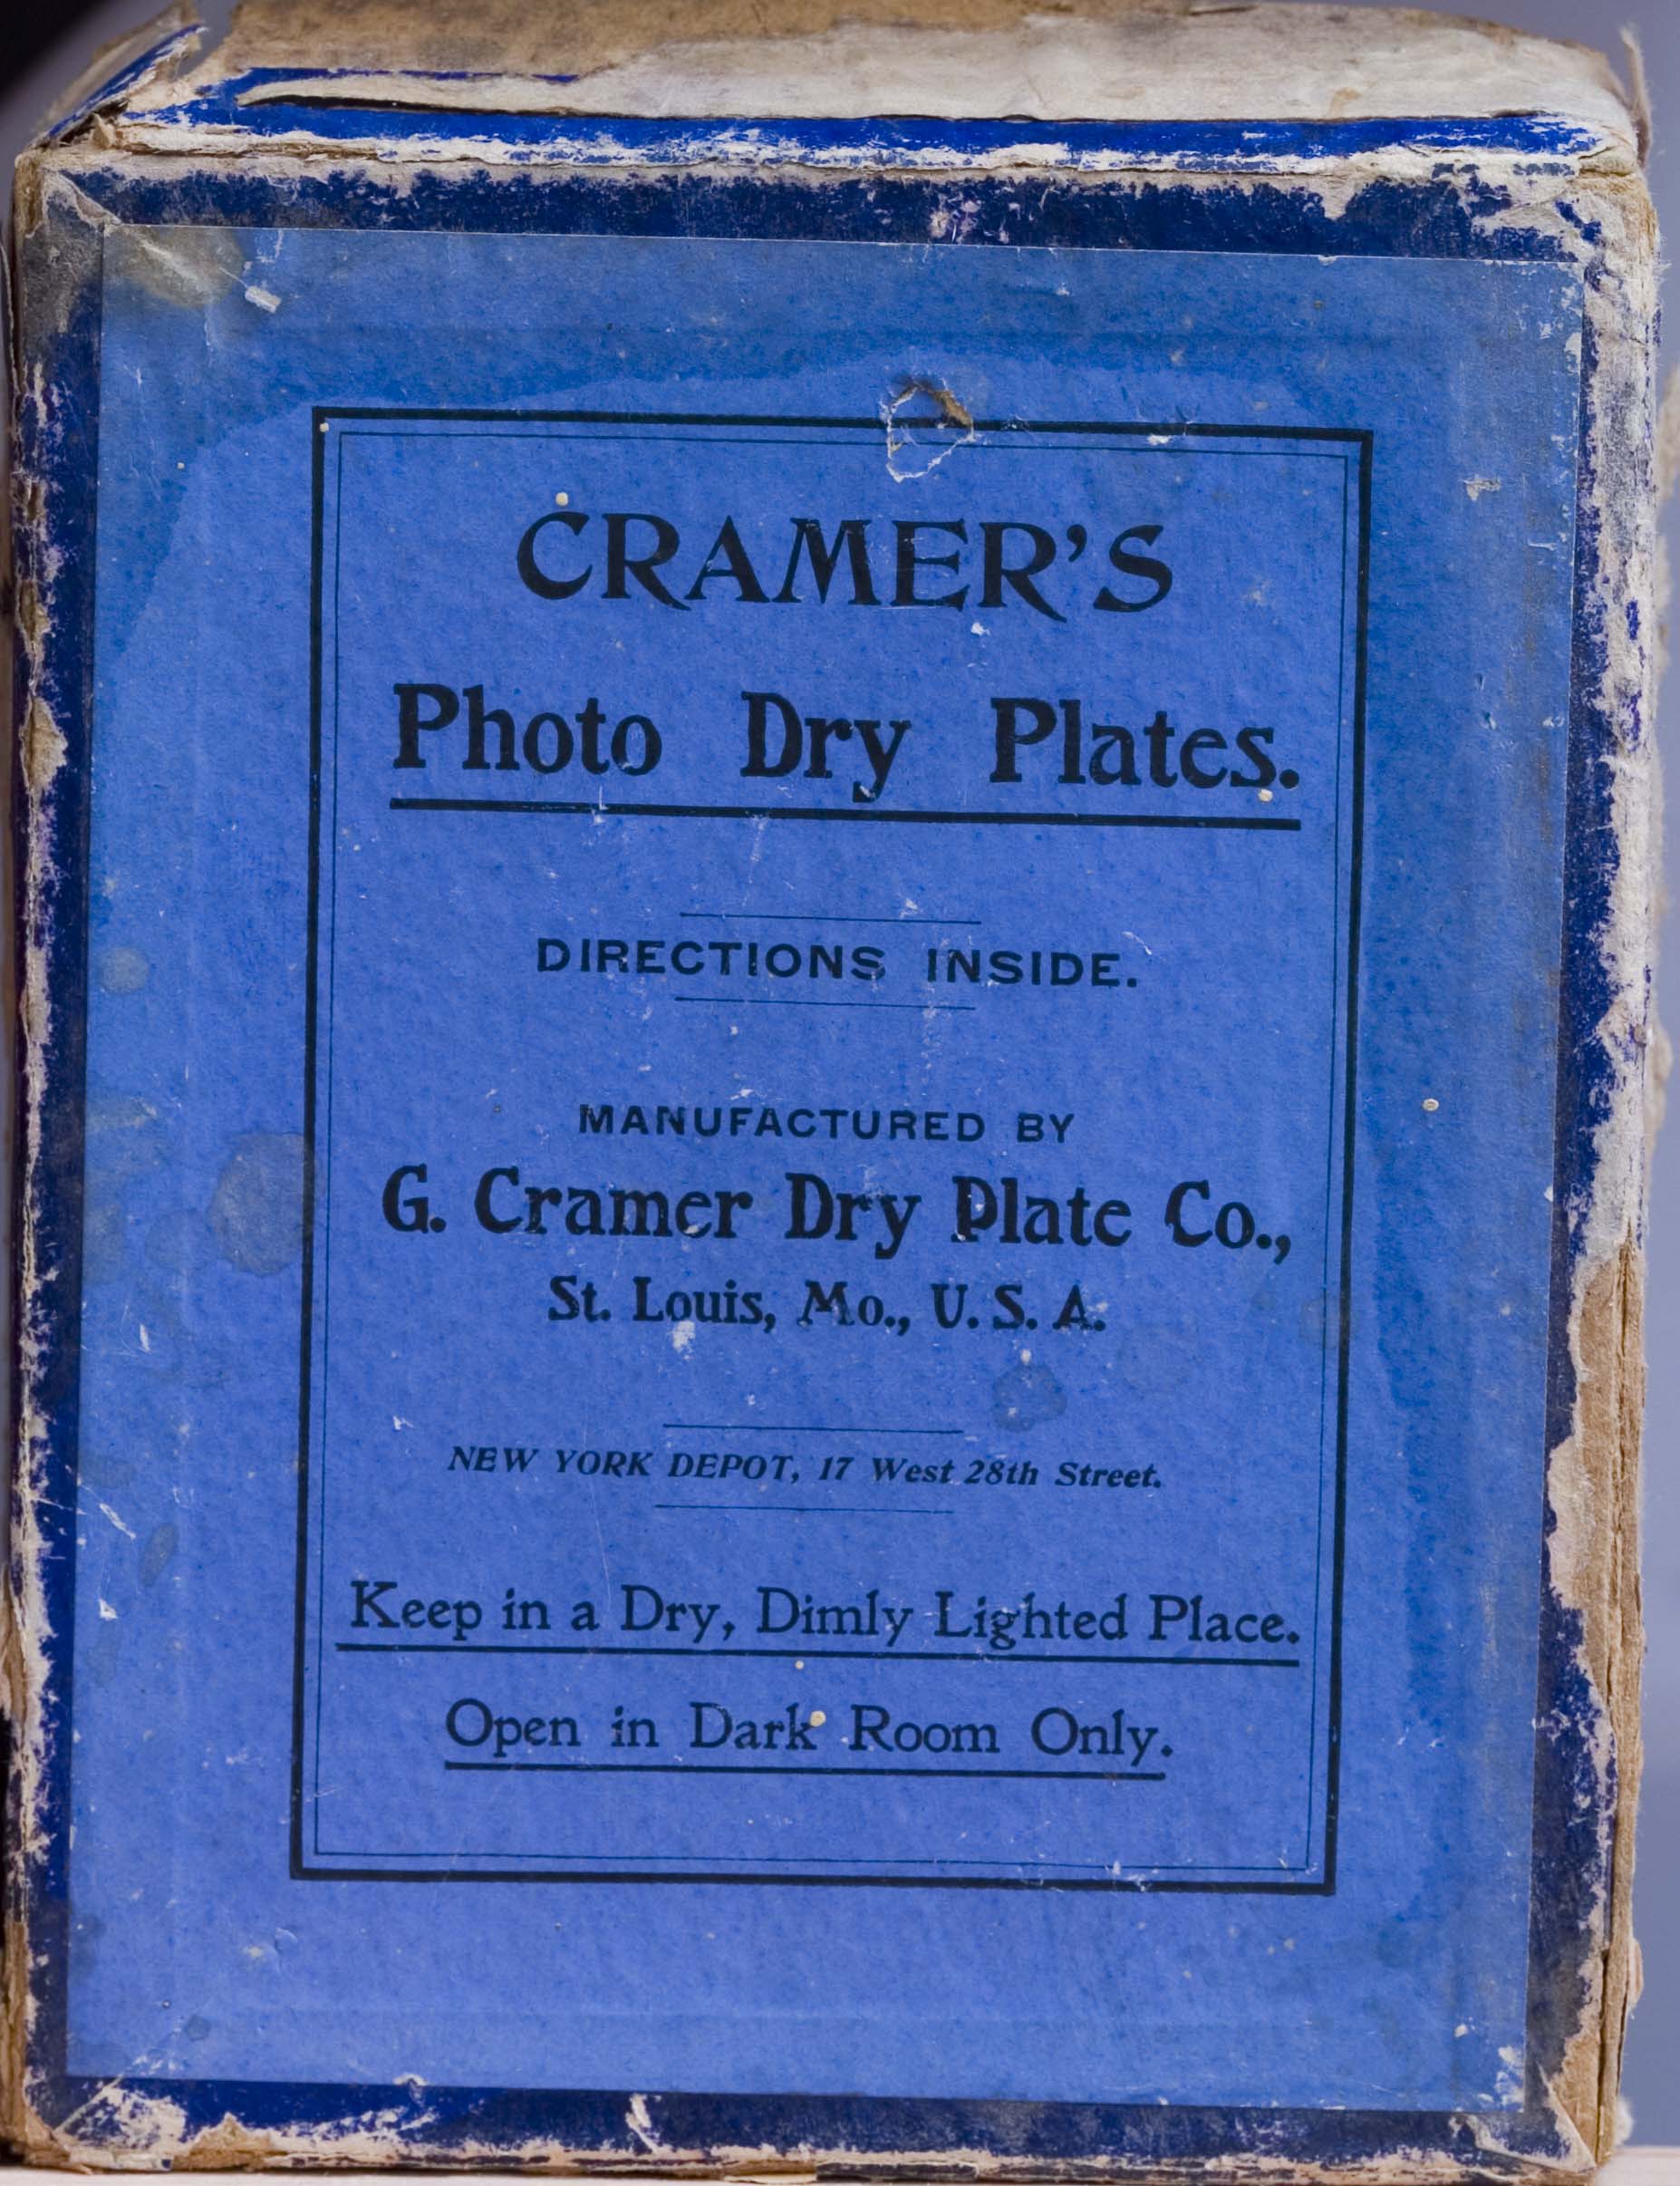 CRAMER'S
Photo Dry Plates.
DIRECTIONS INSIDE.
MANUFACTURED BY
G. Cramer Dry Plate Co.,
St. Louis, Mo., U. S. A.
NEW YORK DEPOT, 17 West 28th Street.
Keep in a Dry, Dimly Lighted Place.
Open in Dark Room Only.